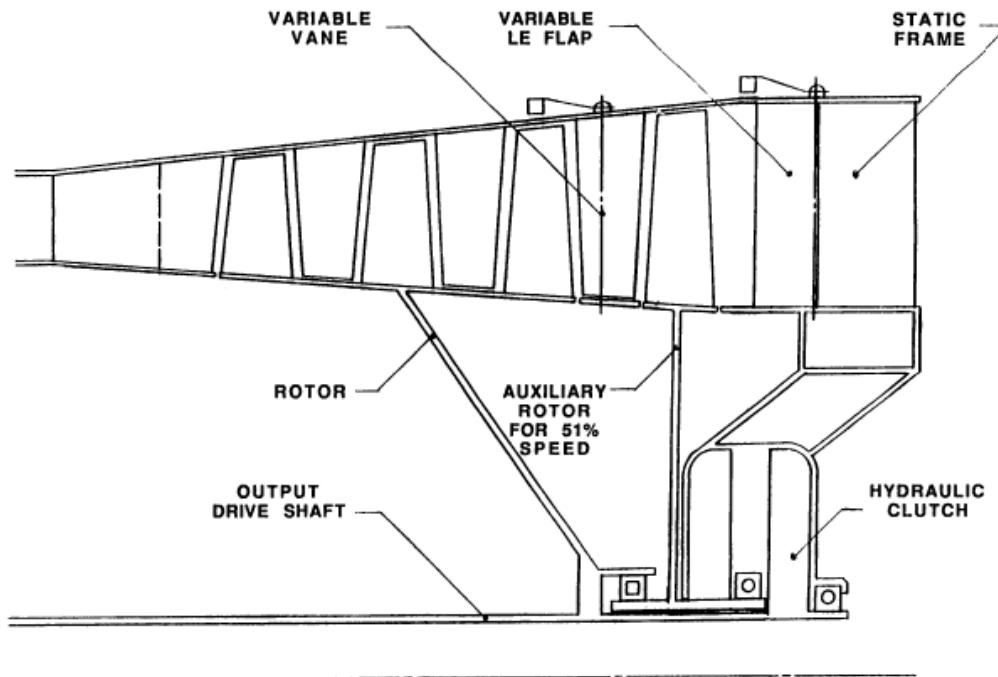 VARIABLE
VANE
VARIABLE
LE FLAP
STATIC
FRAME
ROTOR
AUXILIARY
ROTOR
FOR 51%
SPEED
OUTPUT
DRIVE SHAFT
HYDRAULIC
CLUTCH